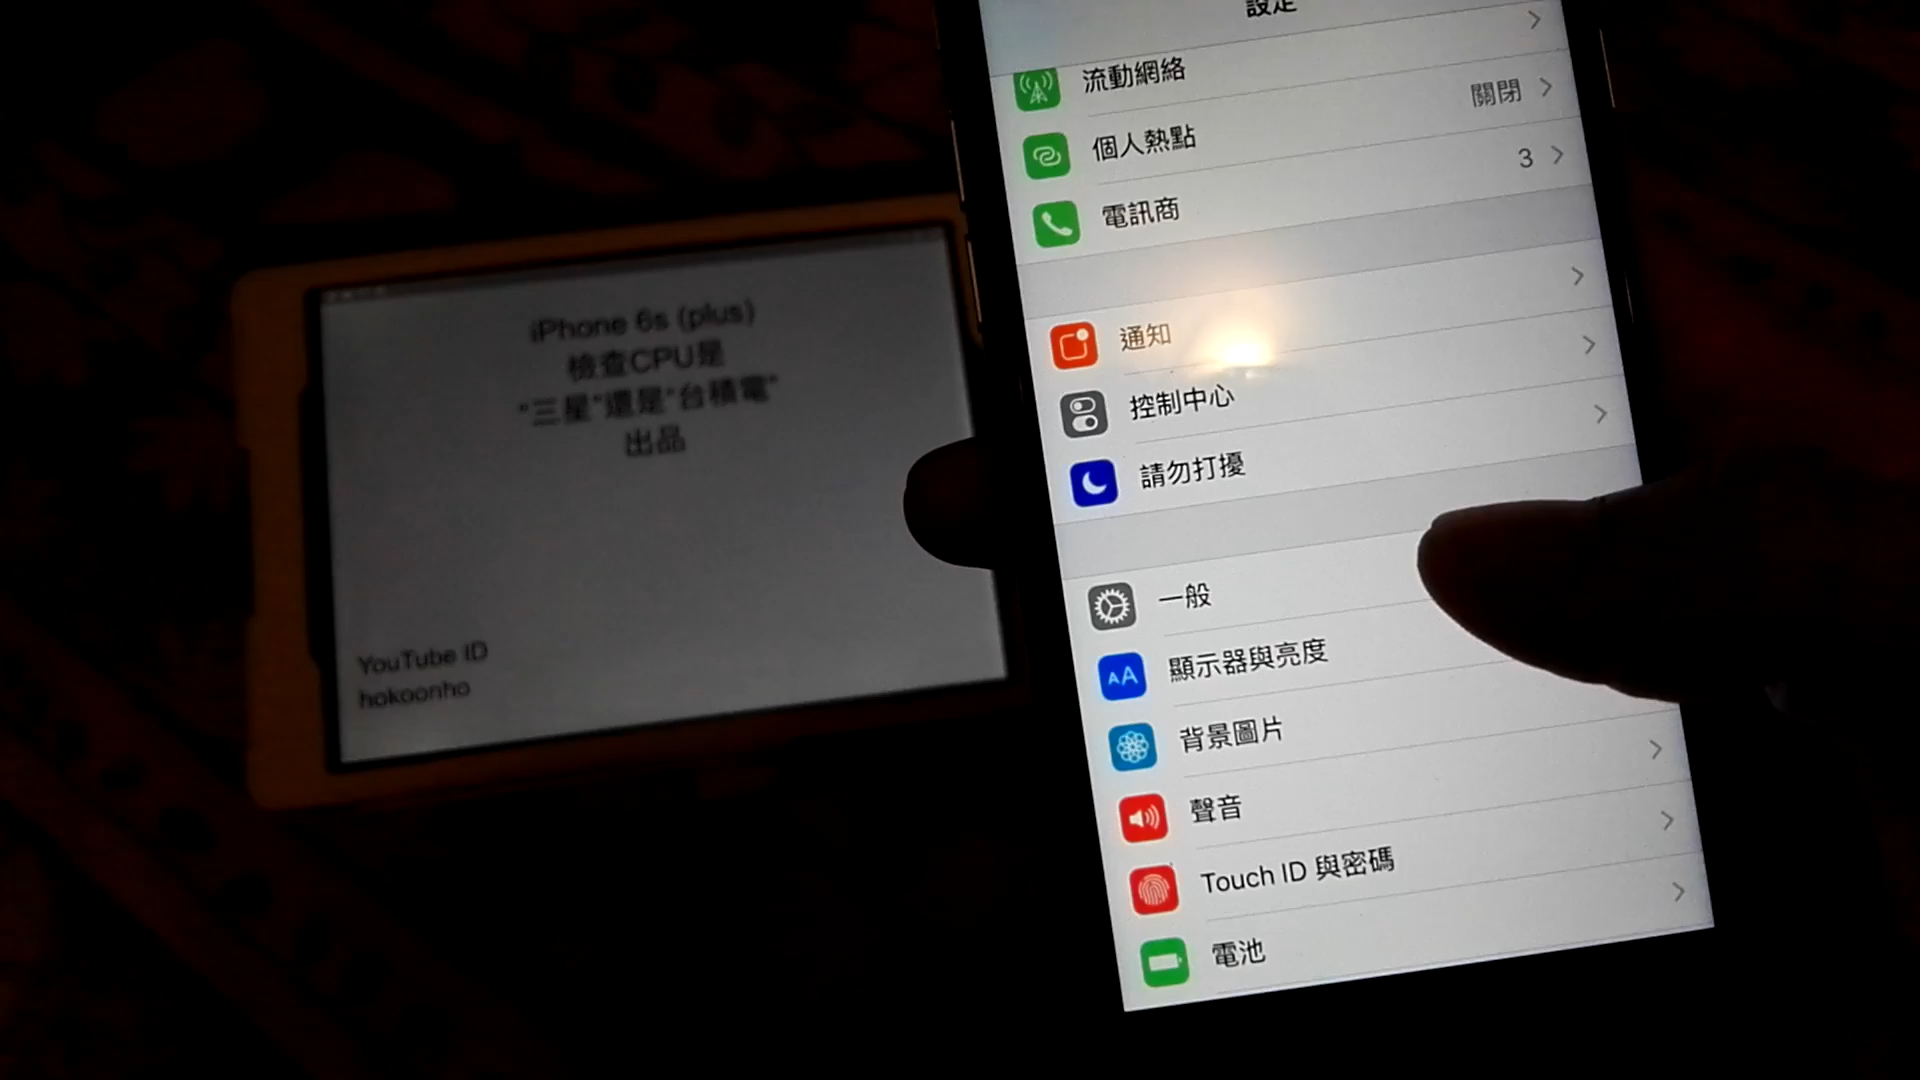 iPhone 6s (plus)
檢查CPU是
“三星”還是“台積電”
出品
YouTube ID
hokoonho
設定
流動網絡
個人熱點 關閉
電訊商 3
通知
控制中心
請勿打擾
一般
AA 顯示器與亮度
背景圖片
聲音
Touch ID 與密碼
電池